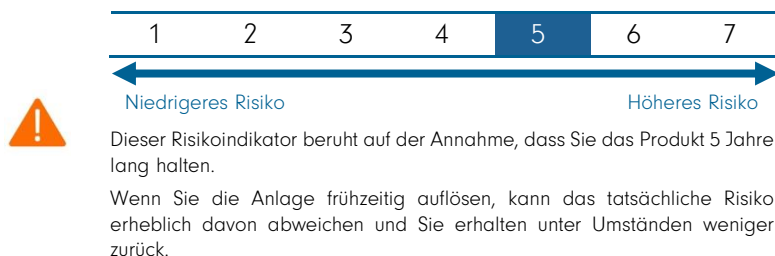 1 2 3 4 5 6 7
Niedrigeres Risiko Höheres Risiko
Dieser Risikoindikator beruht auf der Annahme, dass Sie das Produkt 5 Jahre
lang halten.
Wenn Sie die Anlage frühzeitig auflösen, kann das tatsächliche Risiko
erheblich davon abweichen und Sie erhalten unter Umständen weniger
zurück.